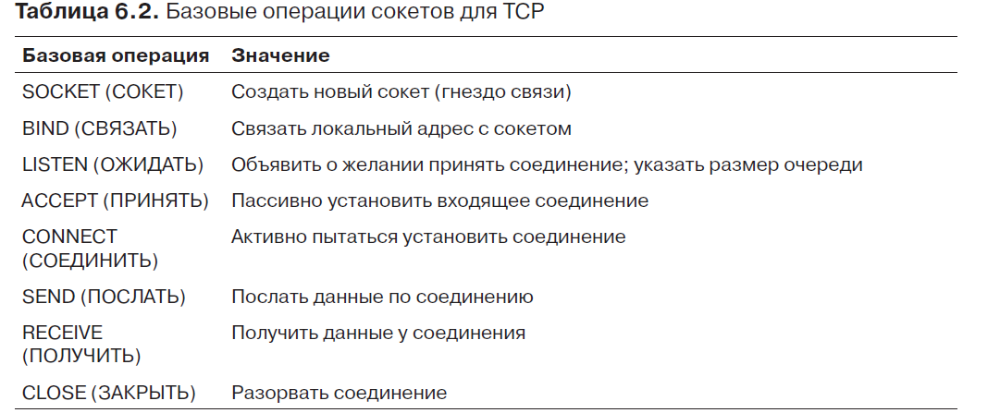 Таблица 6.2. Базовые операции сокетов для TCP
Базовая операция Значение
SOCKET (СОКЕТ) Создать новый сокет (гнездо связи)
BIND (СВЯЗАТЬ) Связать локальный адрес с сокетом
LISTEN (ОЖИДАТЬ) Объявить о желании принять соединение; указать размер очереди
ACCEPT (ПРИНЯТЬ) Пассивно установить входящее соединение
CONNECT Активно пытаться установить соединение
(СОЕДИНИТЬ)
SEND (ПОСЛАТЬ) Послать данные по соединению
RECEIVE Получить данные у соединения
(ПОЛУЧИТЬ)
CLOSE (ЗАКРЫТЬ) Разорвать соединение